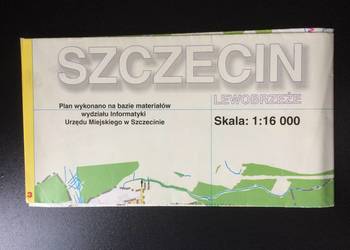 SZCZECIN
LEWOBRZEŻE
Plan wykonano na bazie materiałów
wydziału Informatyki
Urzędu Miejskiego w Szczecinie
Skala: 1:16 000